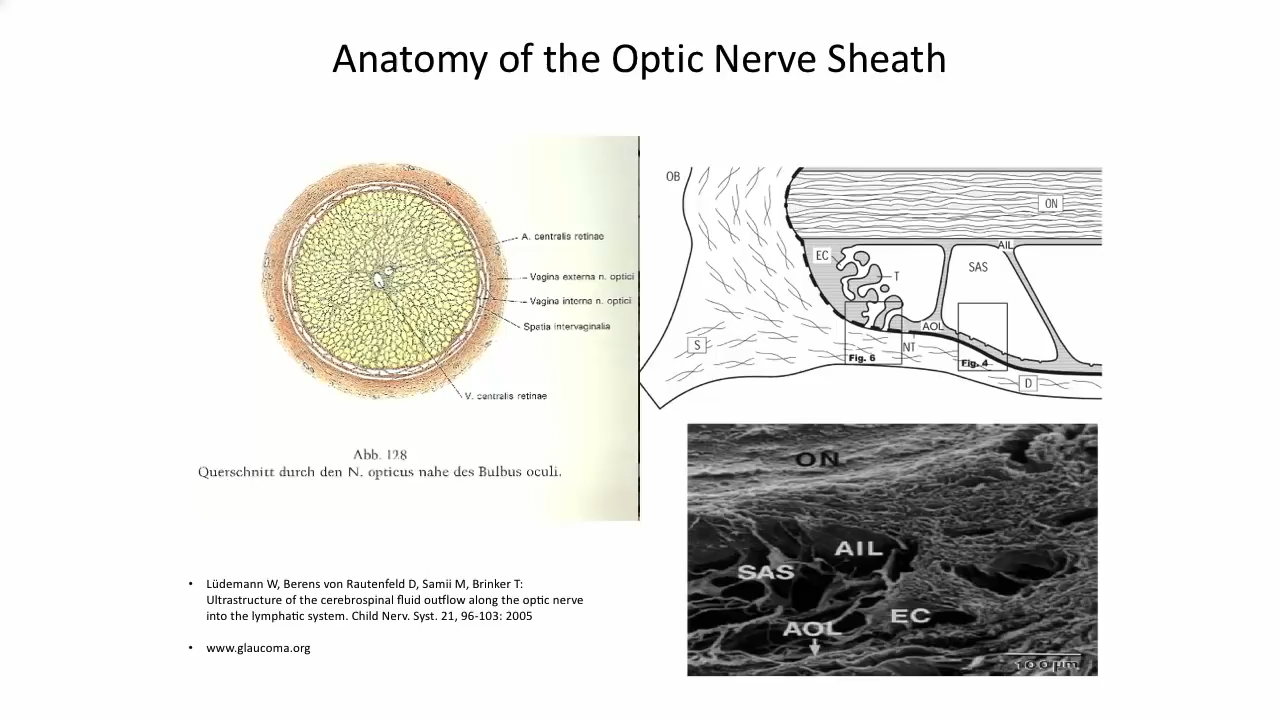 Anatomy of the Optic Nerve Sheath
A. centralis retinae
Vagina externa n. optici
Vagina interna n. optici
Spatia intervaginalia
V. centralis retinae
Abb. 128
Querschnitt durch den N. opticus nahe des Bulbus oculi.
OB
ON
EC
T
AIL
SAS
AOL
NT
S
Fig. 6
Fig. 4
D
ON
AIL
SAS
EC
AOL
100 µm
• Lüdemann W, Berens von Rautenfeld D, Samii M, Brinker T:
Ultrastructure of the cerebrospinal fluid outflow along the optic nerve
into the lymphatic system. Child Nerv. Syst. 21, 96-103: 2005
• www.glaucoma.org